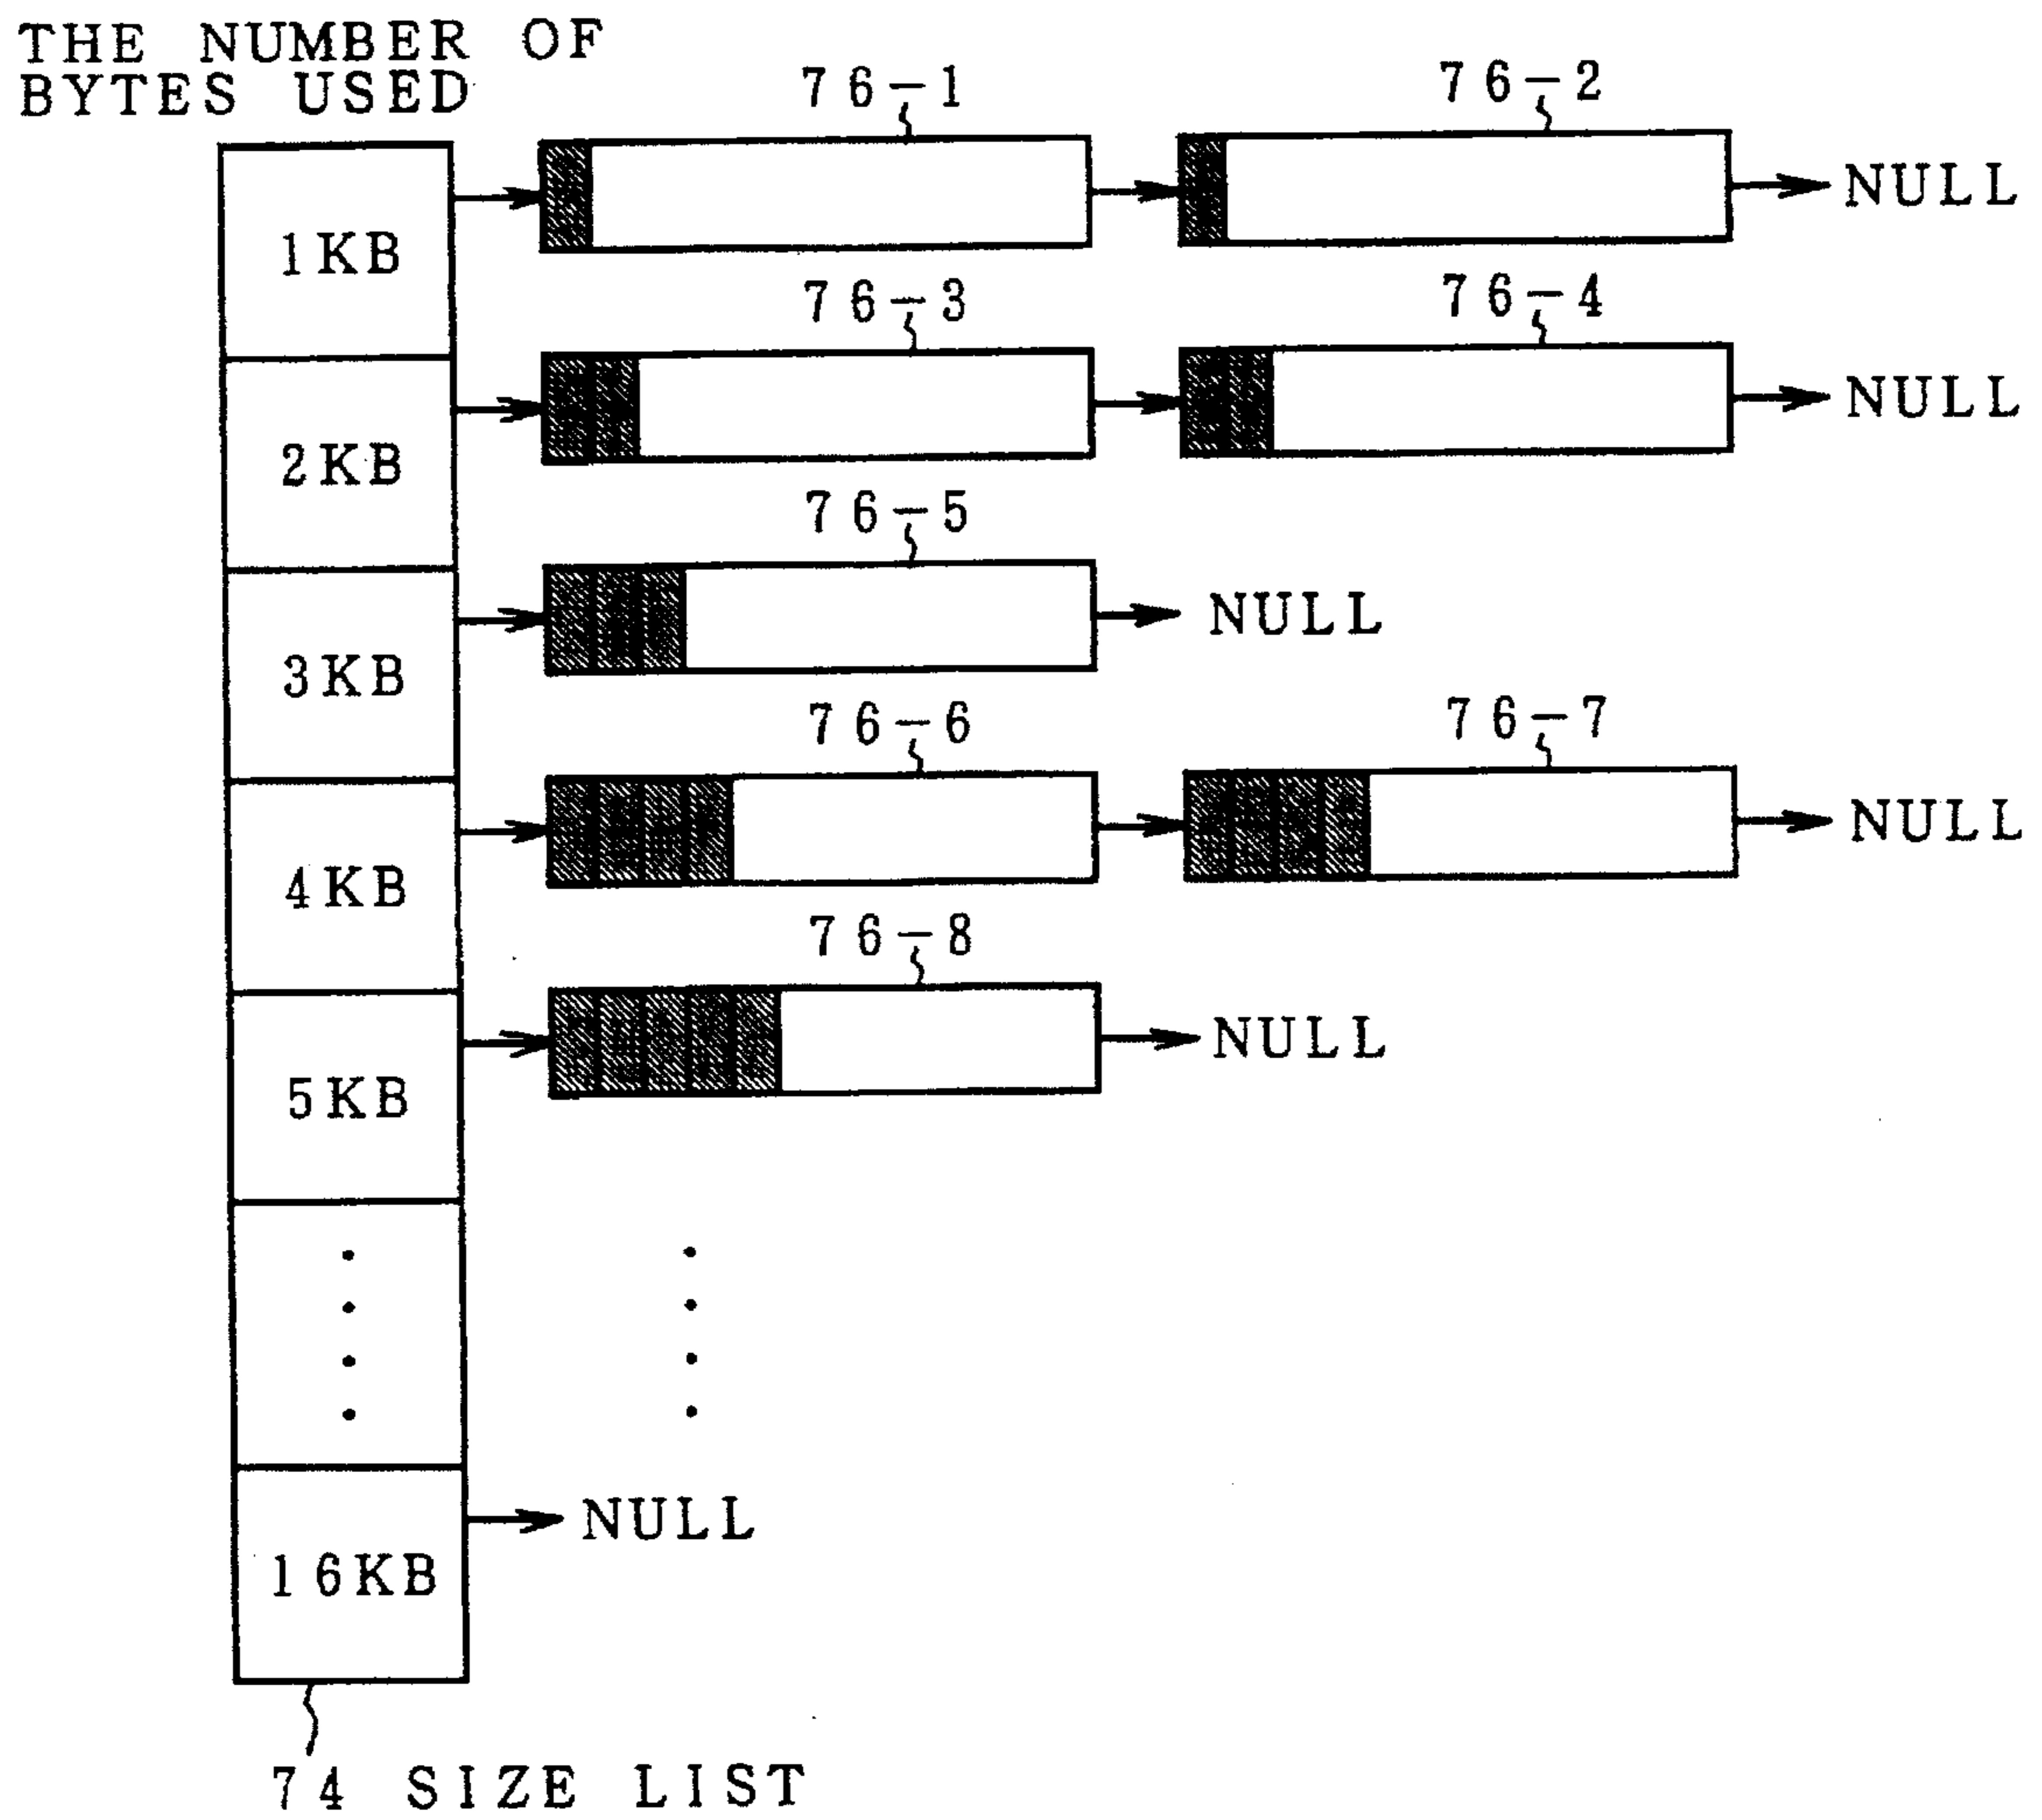 THE NUMBER OF
BYTES USED
76-1
76-2
1KB
NULL
76-3
76-4
2KB
NULL
76-5
3KB
NULL
76-6
76-7
4KB
NULL
76-8
5KB
NULL
16KB
NULL
74 SIZE LIST